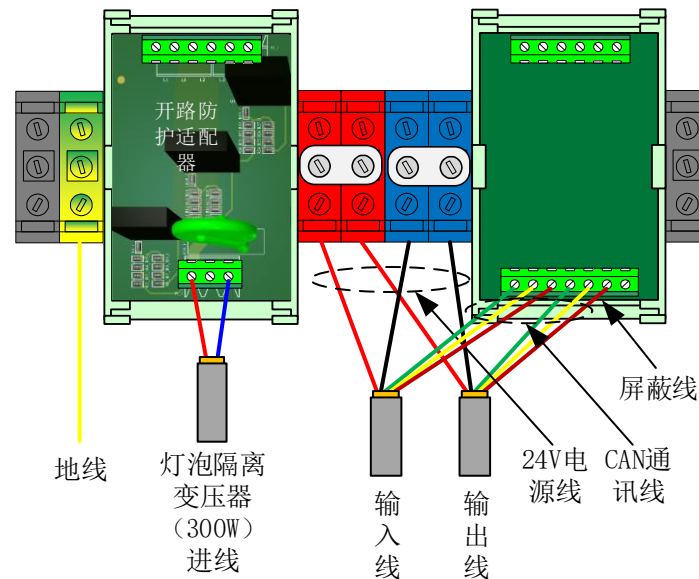 开路防
护适配
器
屏蔽线
地线
灯泡隔离
变压器
（300W）
进线
输
入
线
输
出
线
24V电
源线
CAN通
讯线